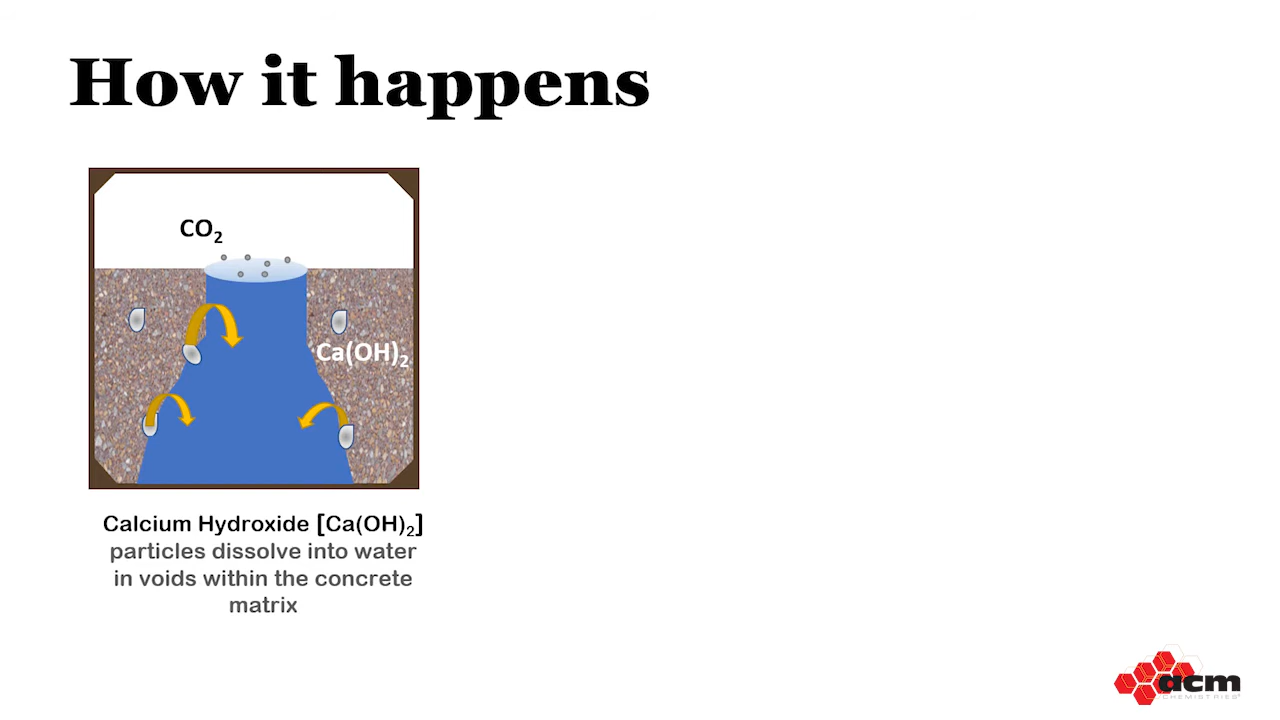 How it happens
CO₂
Ca(OH)₂
Calcium Hydroxide [Ca(OH)₂]
particles dissolve into water
in voids within the concrete
matrix
acm
CHEMISTRIES